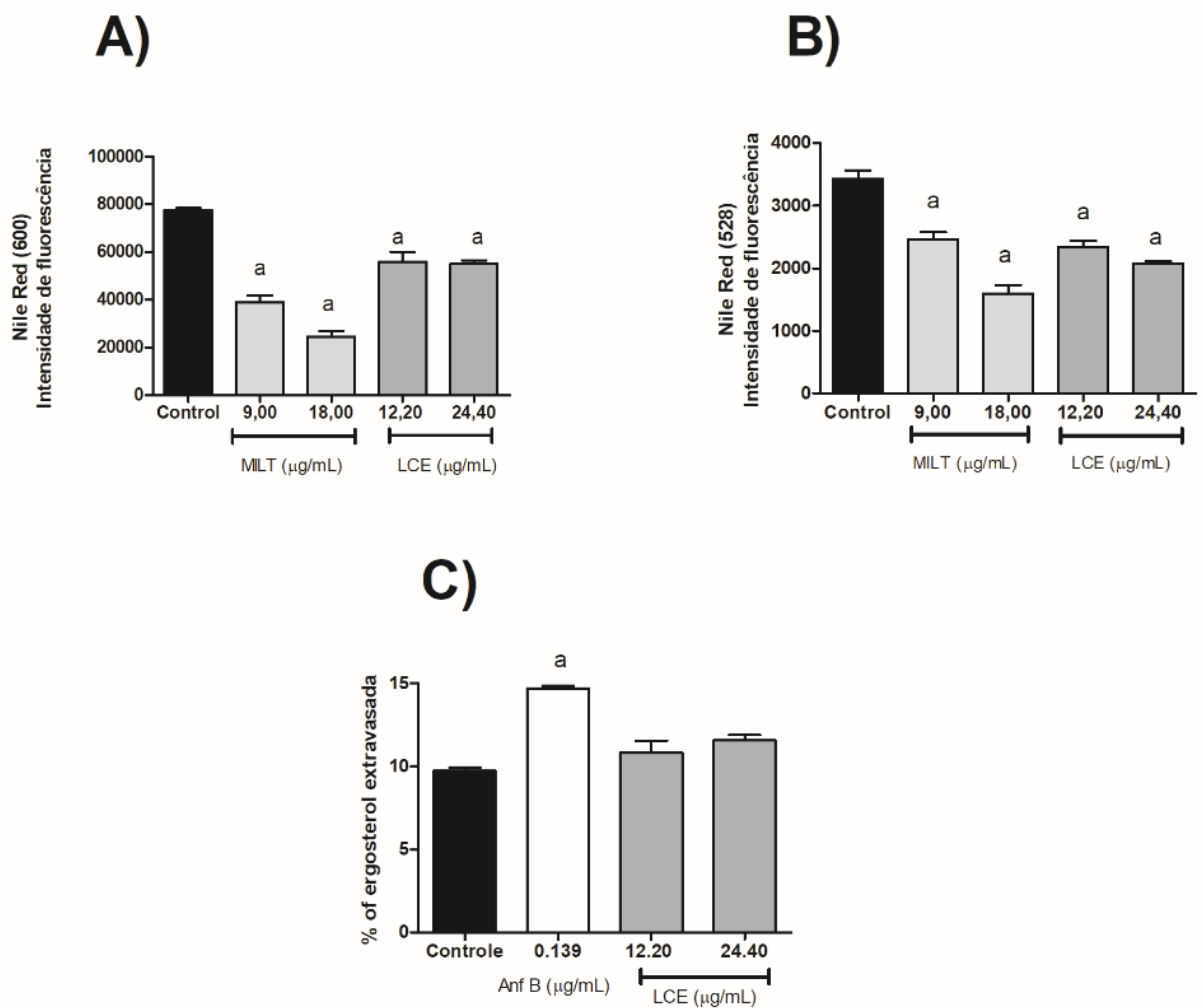 A)
Nile Red (600)
Intensidade de fluorescência
100000
80000
60000
40000
20000
0
a
a
a
a
Control
9,00
18,00
12,20
24,40
MILT (μg/mL)
LCE (μg/mL)
B)
Nile Red (528)
Intensidade de fluorescência
4000
3000
2000
1000
0
a
a
a
a
Control
9,00
18,00
12,20
24,40
MILT (μg/mL)
LCE (μg/mL)
C)
% of ergosterol extravasada
15
10
5
0
a
Controle
0.139
12.20
24.40
Anf B (μg/mL)
LCE (μg/mL)